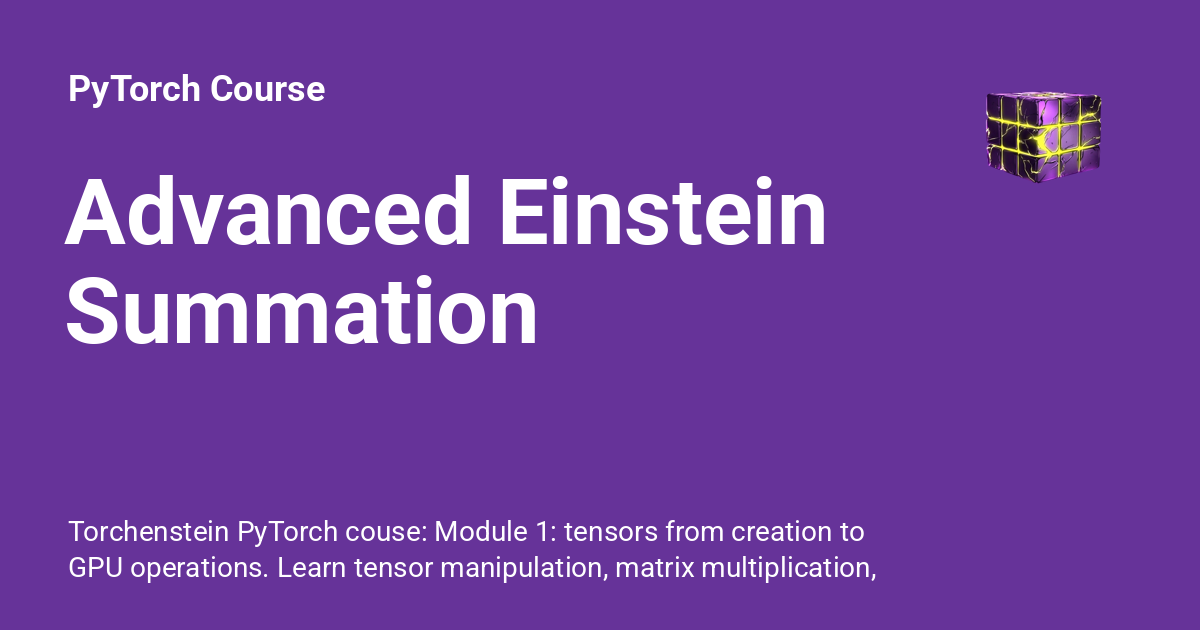 PyTorch Course
Advanced Einstein
Summation
Torchenstein PyTorch couse: Module 1: tensors from creation to
GPU operations. Learn tensor manipulation, matrix multiplication,